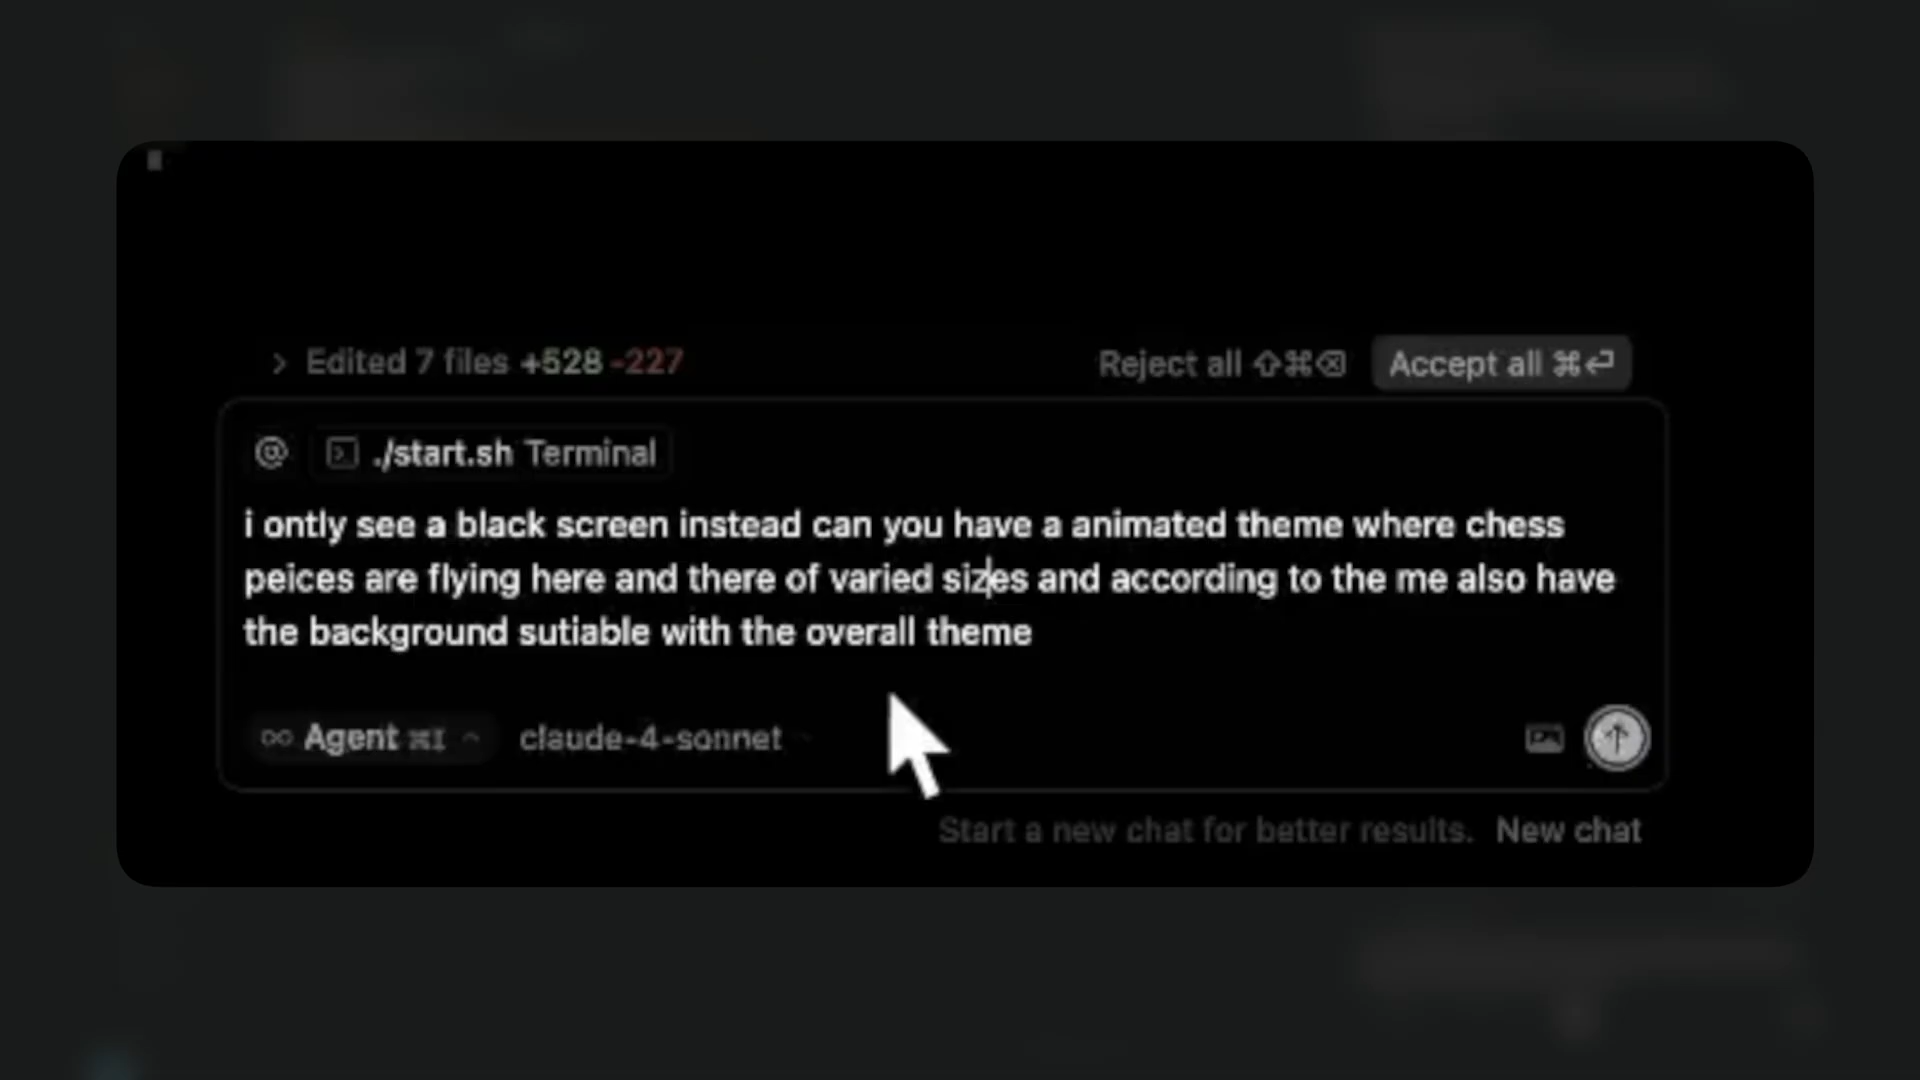 Edited 7 files +528 -227
Reject all ⇧⌘⌫ Accept all ⌘⏎
@ ./start.sh Terminal
i ontly see a black screen instead can you have a animated theme where chess
peices are flying here and there of varied sizes and according to the me also have
the background sutiable with the overall theme
Agent ⌘I claude-4-sonnet
Start a new chat for better results. New chat